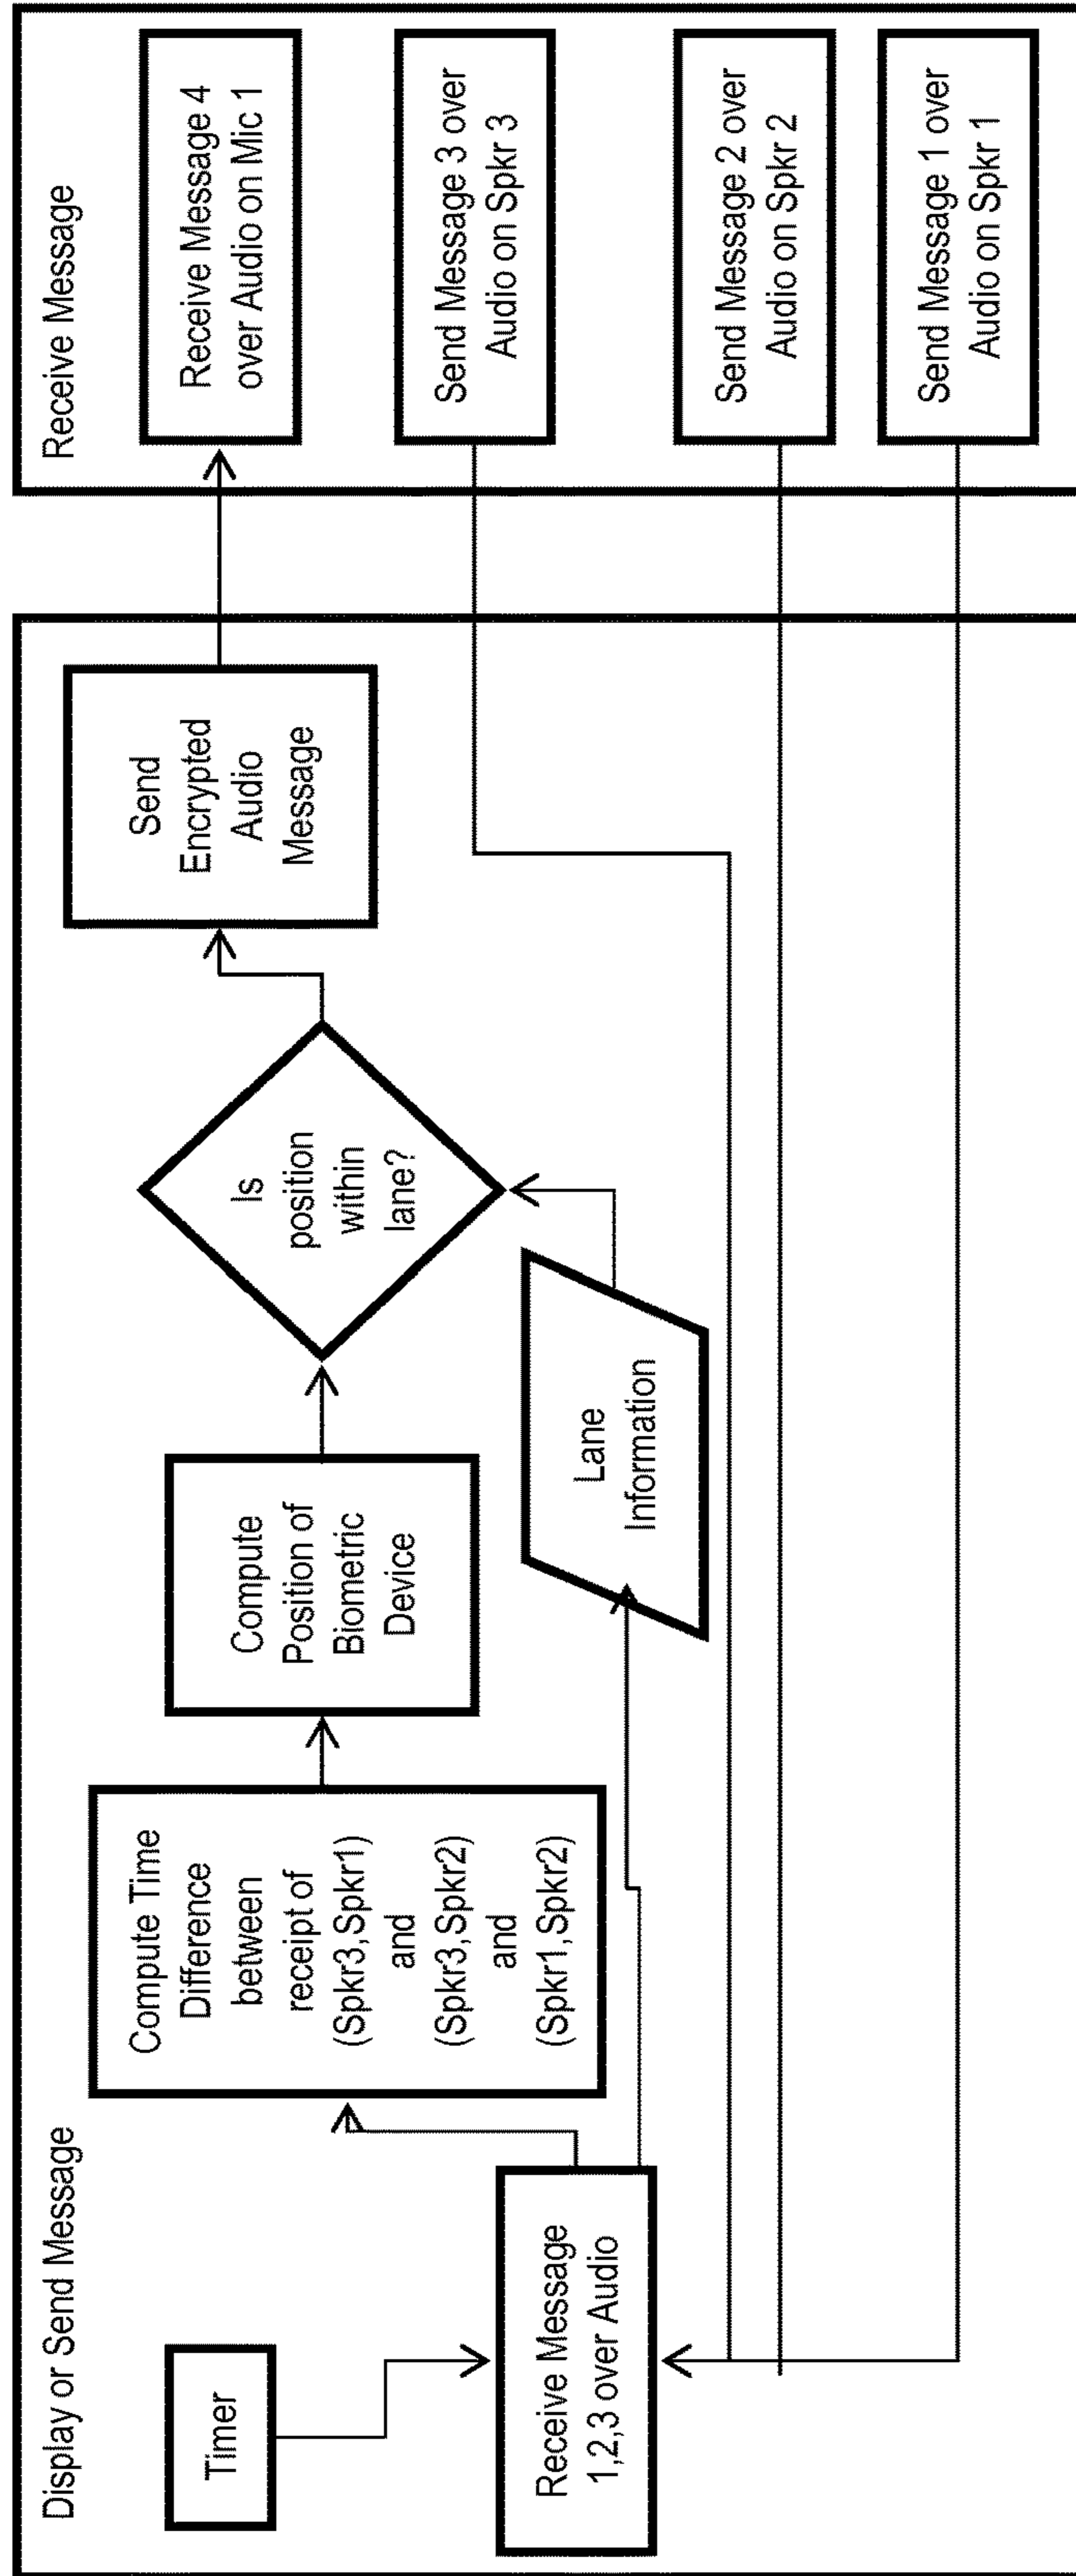 Display or Send Message
Timer
Receive Message
1,2,3 over Audio
Compute Time
Difference
between
receipt of
(Spkr3,Spkr1)
and
(Spkr3,Spkr2)
and
(Spkr1,Spkr2)
Compute
Position of
Biometric
Device
Lane
Information
Is
position
within
lane?
Send
Encrypted
Audio
Message
Receive Message
Receive Message 4
over Audio on Mic 1
Send Message 3 over
Audio on Spkr 3
Send Message 2 over
Audio on Spkr 2
Send Message 1 over
Audio on Spkr 1